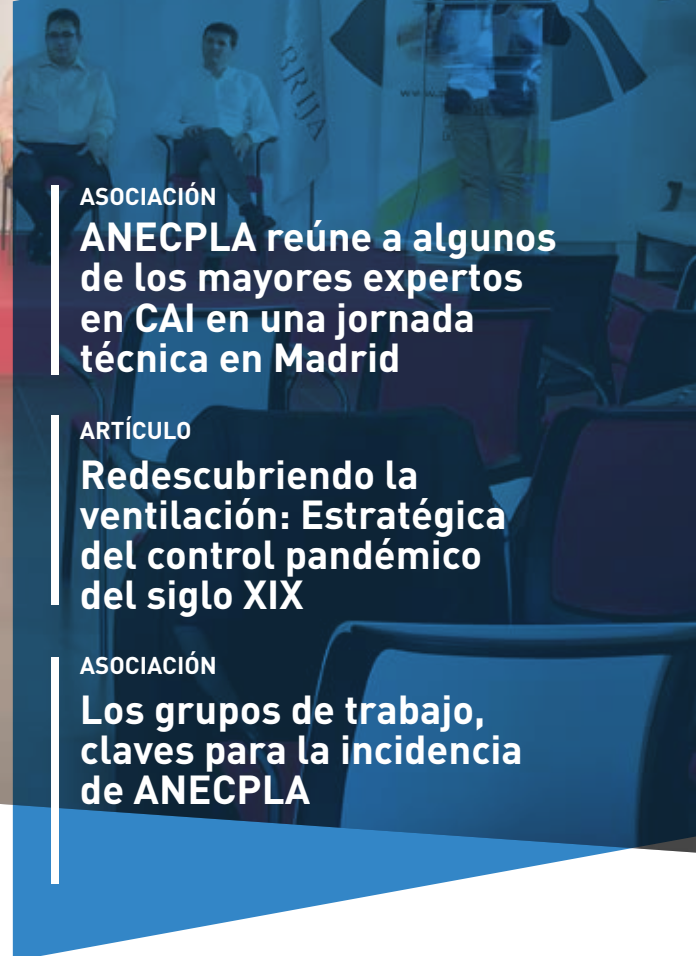 BRIJA
ASOCIACIÓN
ANECPLA reúne a algunos
de los mayores expertos
en CAI en una jornada
técnica en Madrid
ARTÍCULO
Redescubriendo la
ventilación: Estratégica
del control pandémico
del siglo XIX
ASOCIACIÓN
Los grupos de trabajo,
claves para la incidencia
de ANECPLA